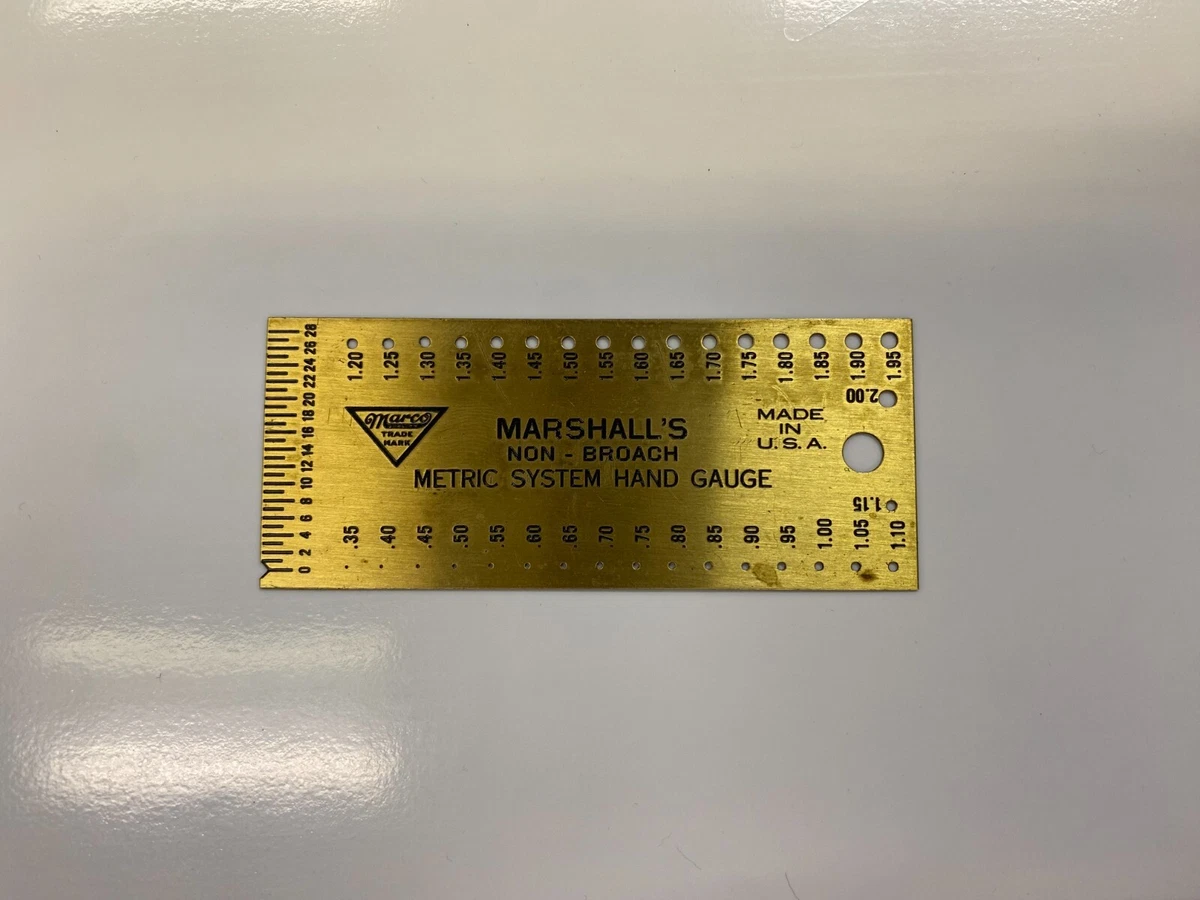 1.20 1.25 1.30 1.35 1.40 1.45 1.50 1.55 1.60 1.65 1.70 1.75 1.80 1.85 1.90 1.95
2.00
Marco
TRADE
MARK
MARSHALL'S
NON - BROACH
METRIC SYSTEM HAND GAUGE
MADE
IN
U.S.A.
1.15
.35 .40 .45 .50 .55 .60 .65 .70 .75 .80 .85 .90 .95 1.00 1.05 1.10
0 2 4 6 8 10 12 14 16 18 20 22 24 26 28